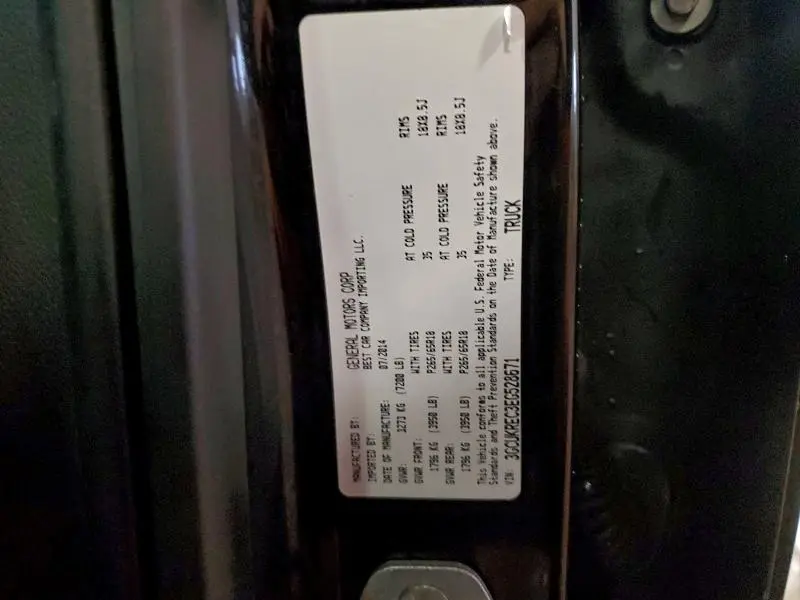 MANUFACTURED BY: GENERAL MOTORS CORP
IMPORTED BY: BEST CAR COMPANY IMPORTING LLC.
DATE OF MANUFACTURE: 07/2014
GVWR: 3273 KG (7200 LB)
GVWR FRONT: WITH TIRES AT COLD PRESSURE RIMS
1796 KG (3950 LB) P265/65R18 35 18X8.5J
GVWR REAR: WITH TIRES AT COLD PRESSURE RIMS
1796 KG (3950 LB) P265/65R18 35 18X8.5J
This Vehicle conforms to all applicable U.S. Federal Motor Vehicle Safety
Standards and Theft Prevention Standards on the Date of Manufacture shown above.
VIN: 3GCUKREC3EG528671 TYPE: TRUCK